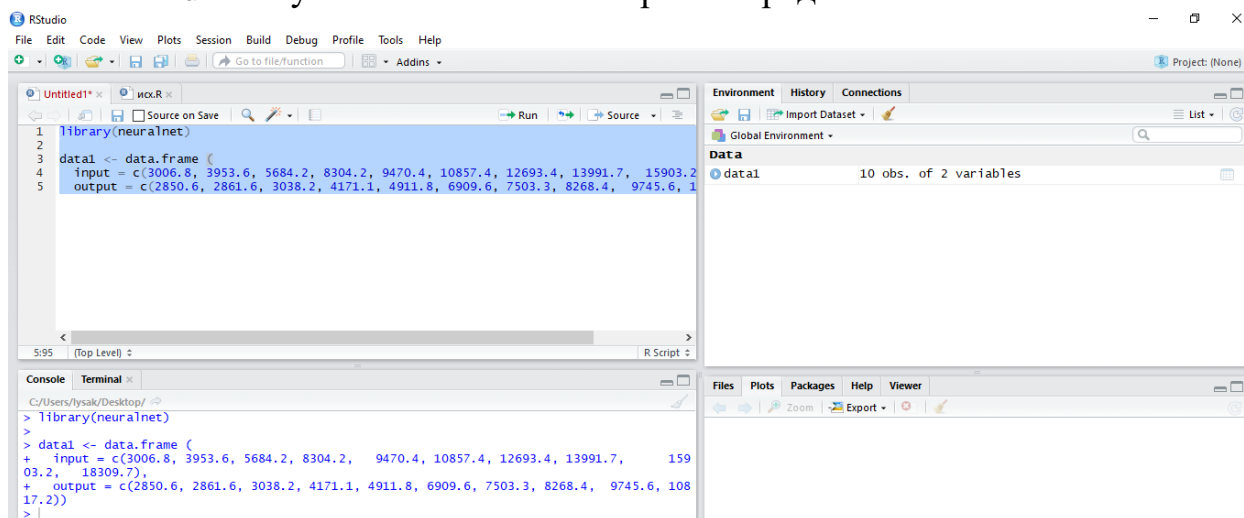 RStudio
File Edit Code View Plots Session Build Debug Profile Tools Help
Go to file/function Addins
Project: (None)
Untitled1* исх.R
Source on Save Run Source
1 library(neuralnet)
2
3 data1 <- data.frame (
4 input = c(3006.8, 3953.6, 5684.2, 8304.2, 9470.4, 10857.4, 12693.4, 13991.7, 15903.2
5 output = c(2850.6, 2861.6, 3038.2, 4171.1, 4911.8, 6909.6, 7503.3, 8268.4, 9745.6, 1
5:95 (Top Level) R Script
Console Terminal
C:/Users/lysak/Desktop/
> library(neuralnet)
>
> data1 <- data.frame (
+ input = c(3006.8, 3953.6, 5684.2, 8304.2, 9470.4, 10857.4, 12693.4, 13991.7, 159
03.2, 18309.7),
+ output = c(2850.6, 2861.6, 3038.2, 4171.1, 4911.8, 6909.6, 7503.3, 8268.4, 9745.6, 108
17.2))
>
Environment History Connections
Import Dataset List
Global Environment
Data
data1 10 obs. of 2 variables
Files Plots Packages Help Viewer
Zoom Export